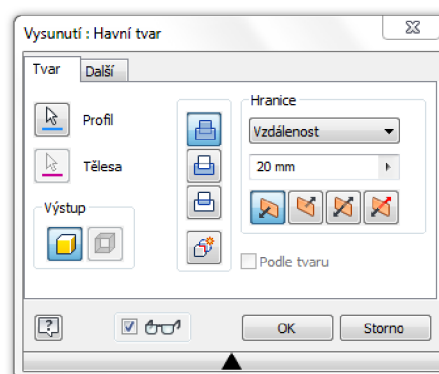 Vysunutí : Havní tvar
Tvar
Další
Profil
Tělesa
Výstup
Hranice
Vzdálenost
20 mm
Podle tvaru
?
OK
Storno